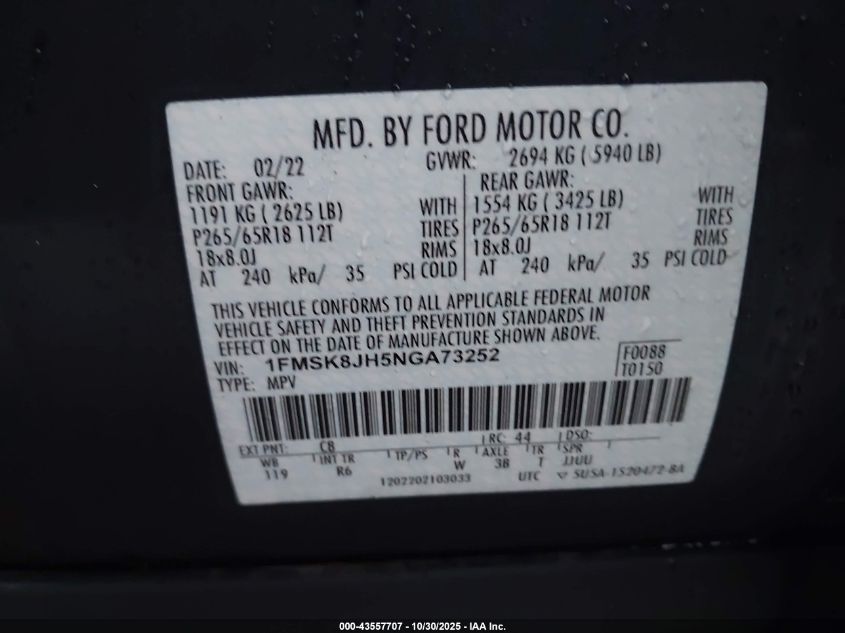 MFD. BY FORD MOTOR CO.
DATE: 02/22 GVWR: 2694 KG ( 5940 LB)
FRONT GAWR: REAR GAWR:
1191 KG ( 2625 LB) WITH 1554 KG ( 3425 LB) WITH
P265/65R18 112T TIRES P265/65R18 112T TIRES
18x8.0J RIMS 18x8.0J RIMS
AT 240 kPa/ 35 PSI COLD AT 240 kPa/ 35 PSI COLD
THIS VEHICLE CONFORMS TO ALL APPLICABLE FEDERAL MOTOR
VEHICLE SAFETY AND THEFT PREVENTION STANDARDS IN
EFFECT ON THE DATE OF MANUFACTURE SHOWN ABOVE.
VIN: 1FMSK8JH5NGA73252 F0088
TYPE: MPV T0150
EXT PNT: C8 RC: 44 DSO:
WB INT TR TP/PS R AXLE TR SPR
119 R6 W 3B T JJUU
1202202103033 UTC ▽ SU5A-1520472-BA
000-43557707 - 10/30/2025 - IAA Inc.